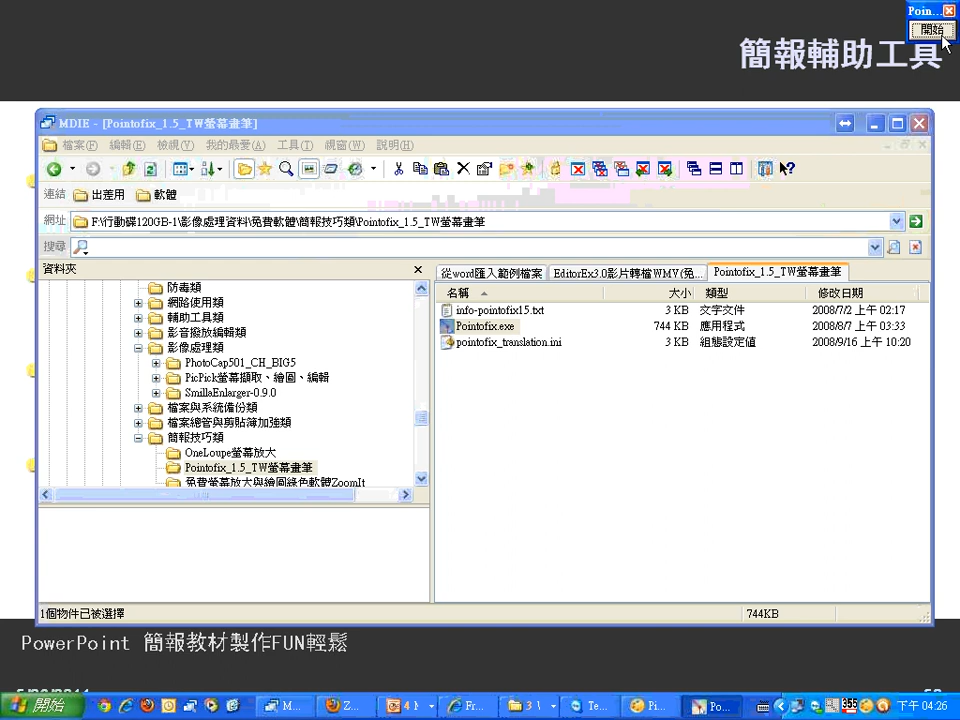 Poin...
開始
簡報輔助工具
MDIE - [Pointofix_1.5_TW螢幕畫筆]
檔案(F) 編輯(E) 檢視(V) 我的最愛(A) 工具(T) 視窗(W) 說明(H)
連結 出差用 軟體
網址 F:\行動碟120GB-1\影像處理資料\免費軟體\簡報技巧類\Pointofix_1.5_TW螢幕畫筆
搜尋
資料夾
從word匯入範例檔案 EditorEx3.0影片轉檔WMV(免... Pointofix_1.5_TW螢幕畫筆
名稱 大小 類型 修改日期
info-pointofix15.txt 3 KB 文字文件 2008/7/2 上午 02:17
Pointofix.exe 744 KB 應用程式 2008/8/7 上午 03:33
pointofix_translation.ini 3 KB 組態設定值 2008/9/16 上午 10:20
防毒類
網路使用類
輔助工具類
影音撥放編輯類
影像處理類
PhotoCap501_CH_BIG5
PicPick螢幕擷取、繪圖、編輯
SmillaEnlarger-0.9.0
檔案與系統備份類
檔案總管與剪貼簿加強類
簡報技巧類
OneLoupe螢幕放大
Pointofix_1.5_TW螢幕畫筆
免費螢幕放大與繪圖綠色軟體ZoomIt
1個物件已被選擇 744KB
PowerPoint 簡報教材製作FUN輕鬆
開始 M... Z... 4 Fr... 3 Te... Pi... Po... 355 下午 04:26